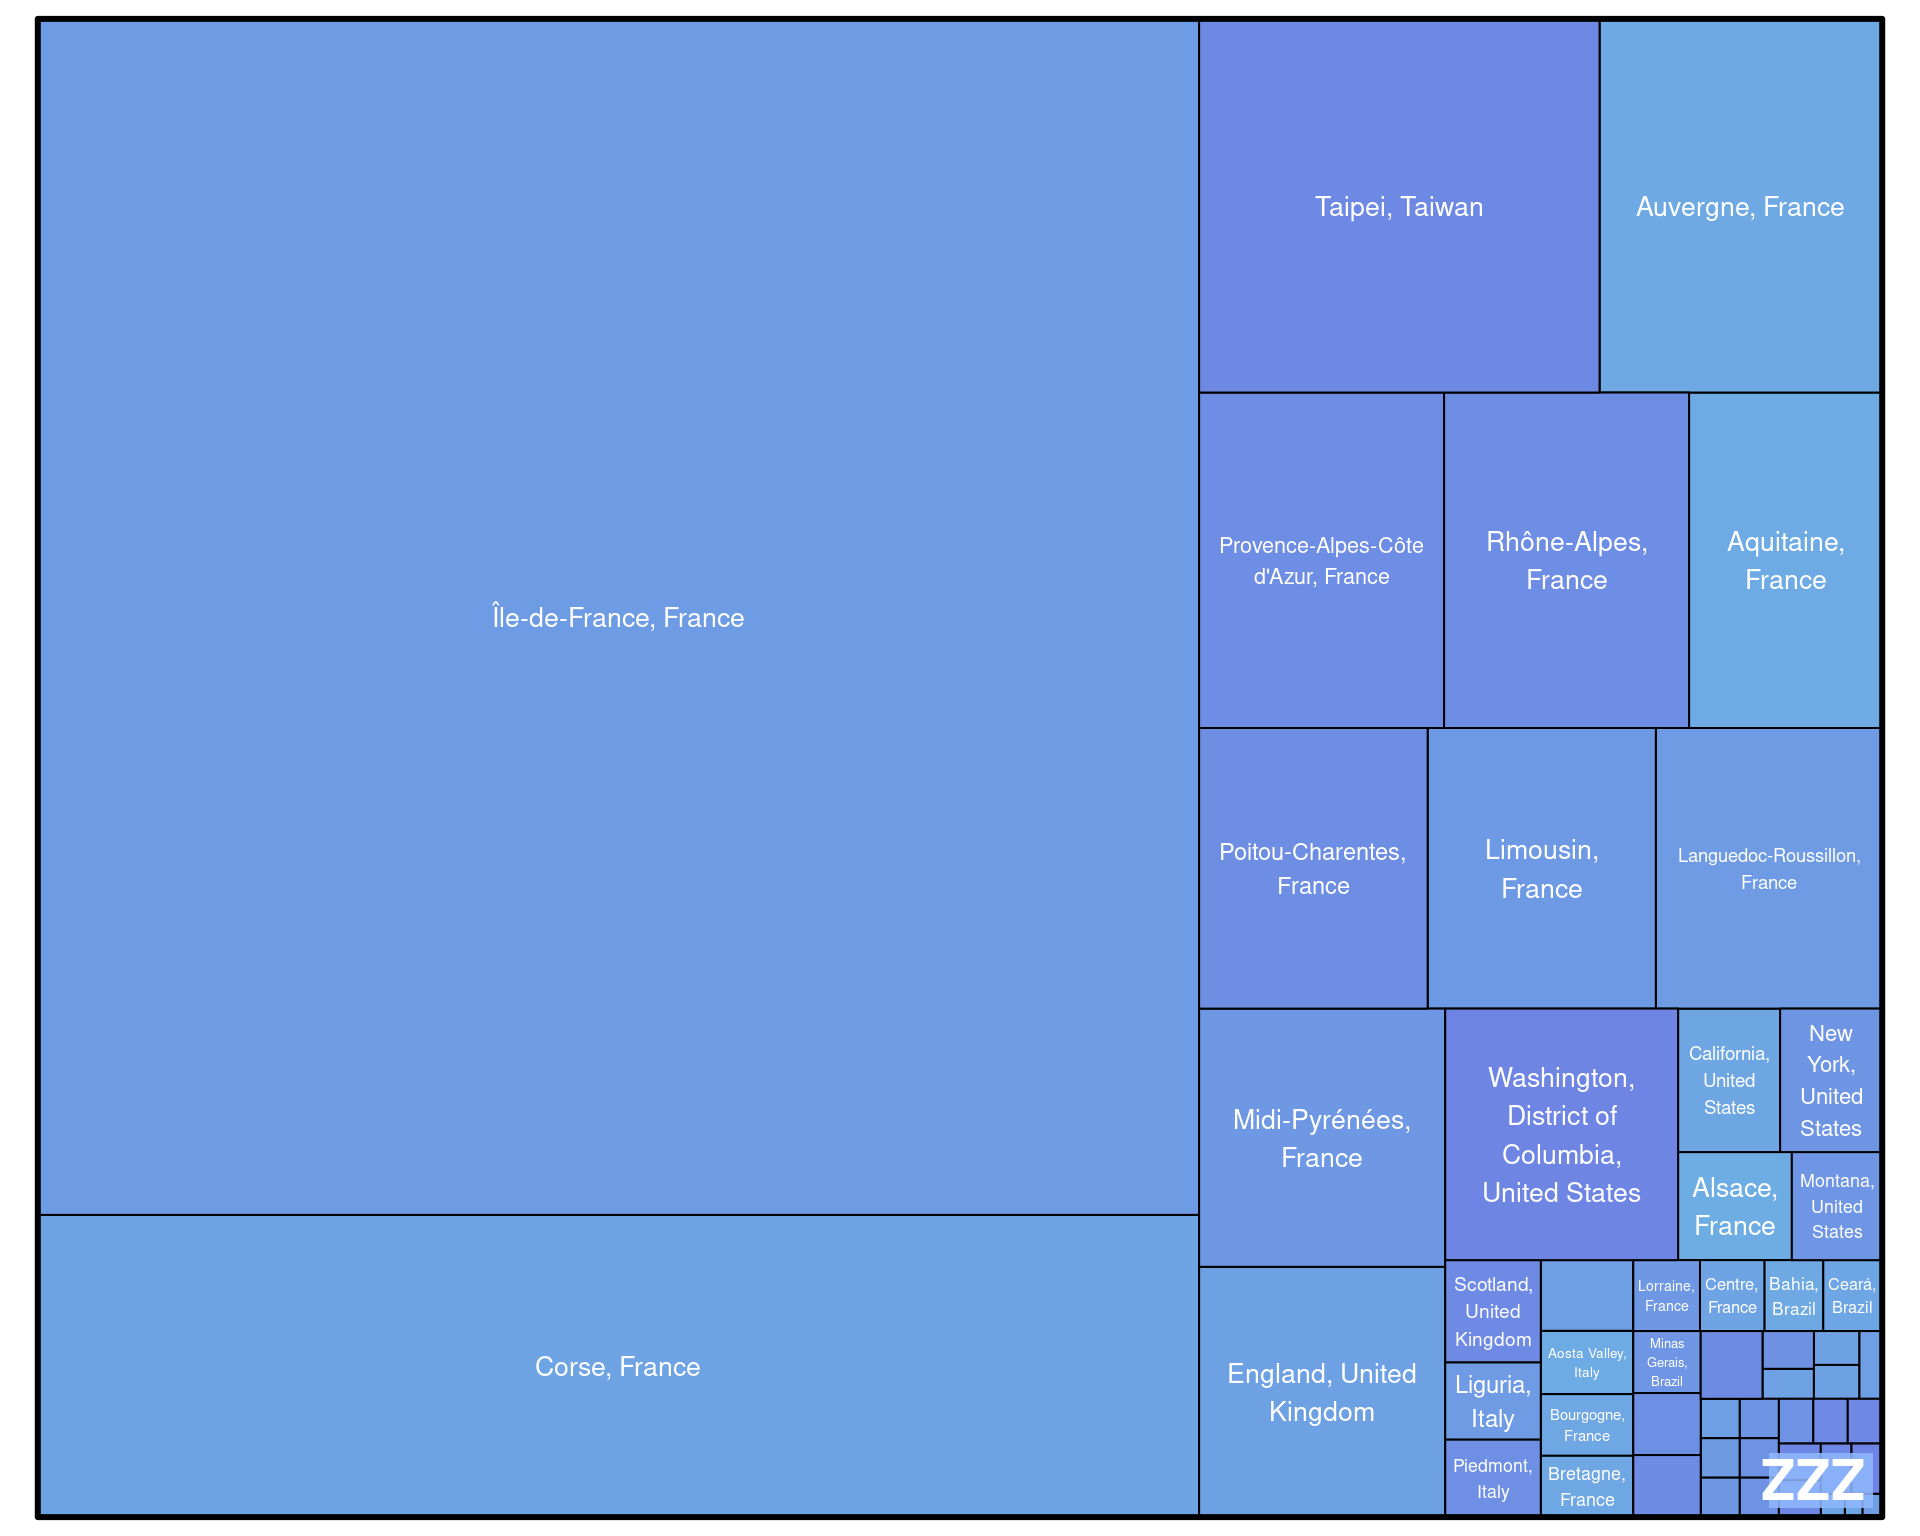 Île-de-France, France
Corse, France
Taipei, Taiwan
Auvergne, France
Provence-Alpes-Côte
d'Azur, France
Rhône-Alpes,
France
Aquitaine,
France
Poitou-Charentes,
France
Limousin,
France
Languedoc-Roussillon,
France
Midi-Pyrénées,
France
England, United
Kingdom
Washington,
District of
Columbia,
United States
California,
United
States
New
York,
United
States
Alsace,
France
Montana,
United
States
Scotland,
United
Kingdom
Liguria,
Italy
Piedmont,
Italy
Aosta Valley,
Italy
Bourgogne,
France
Bretagne,
France
Lorraine,
France
Minas
Gerais,
Brazil
Centre,
France
Bahia,
Brazil
Ceará,
Brazil
ZZZ